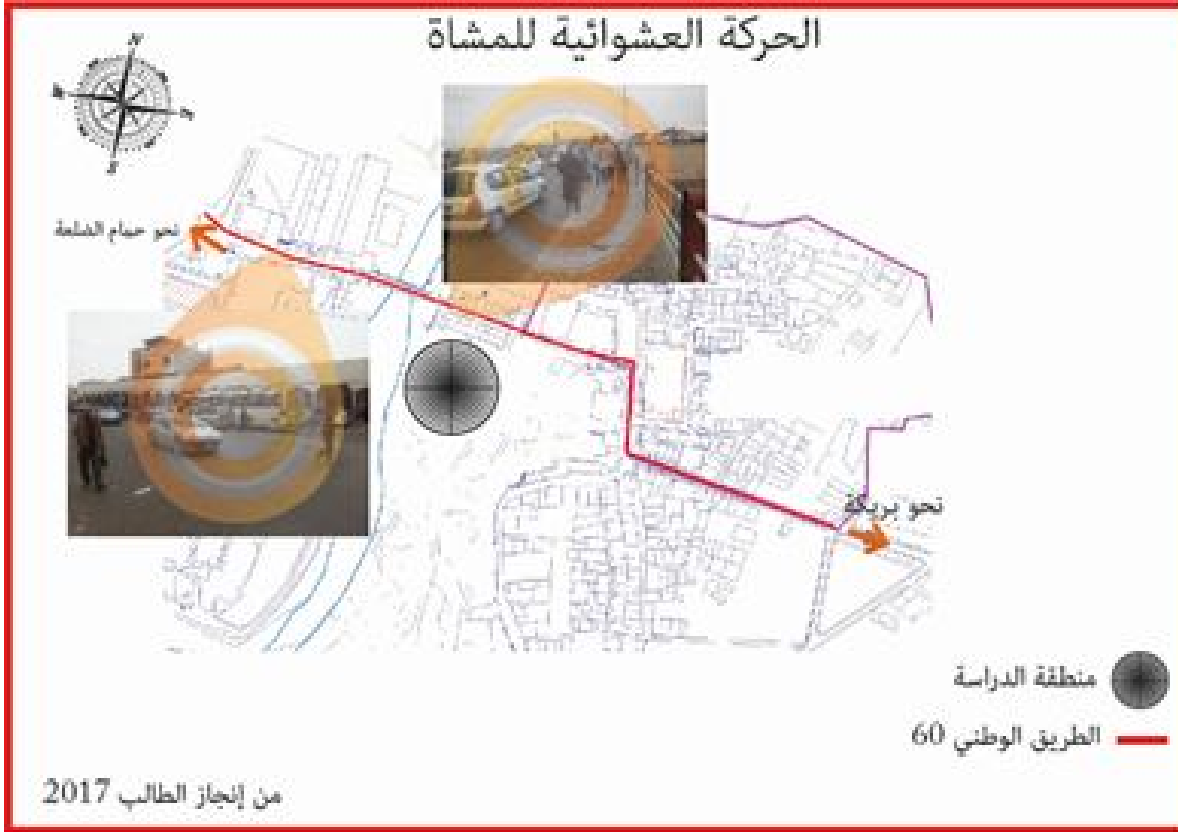 الحركة العشوائية للمشاة
N
S
نحو حمام الضلعة
نحو بريكة
منطقة الدراسة
الطريق الوطني 60
من إنجاز الطالب 2017